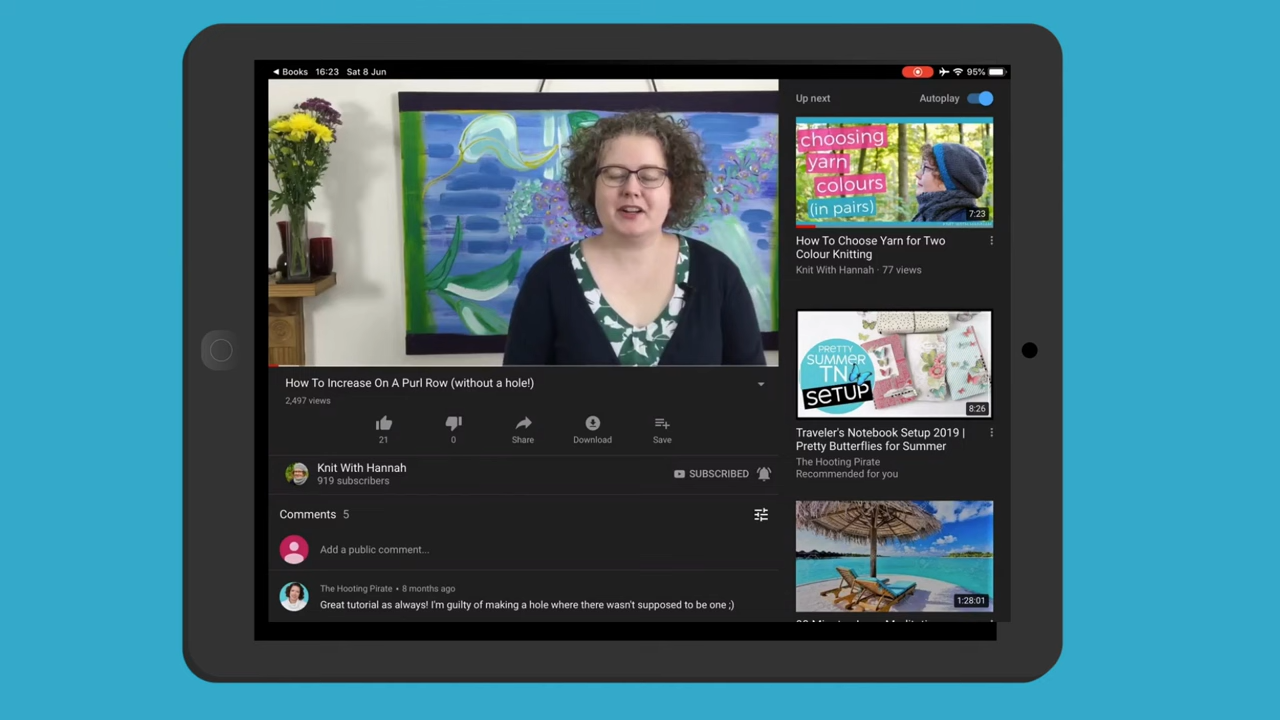 Books 16:23 Sat 8 Jun
95%
How To Increase On A Purl Row (without a hole!)
2,497 views
21
0
Share
Download
Save
Knit With Hannah
919 subscribers
SUBSCRIBED
Comments 5
Add a public comment...
The Hooting Pirate • 8 months ago
Great tutorial as always! I'm guilty of making a hole where there wasn't supposed to be one ;)
Up next
Autoplay
choosing
yarn
colours
(in pairs)
7:23
How To Choose Yarn for Two
Colour Knitting
Knit With Hannah · 77 views
PRETTY
SUMMER
TN
SETUP
8:26
Traveler's Notebook Setup 2019 |
Pretty Butterflies for Summer
The Hooting Pirate
Recommended for you
1:28:01